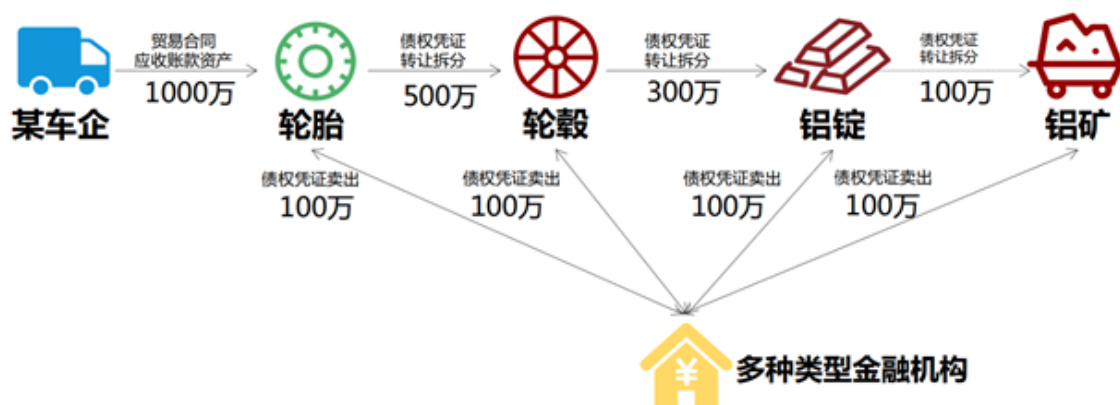 贸易合同
应收账款资产
1000万
债权凭证
转让拆分
500万
债权凭证
转让拆分
300万
债权凭证
转让拆分
100万
某车企
轮胎
轮毂
铝锭
铝矿
债权凭证卖出
100万
债权凭证卖出
100万
债权凭证卖出
100万
债权凭证卖出
100万
¥
多种类型金融机构